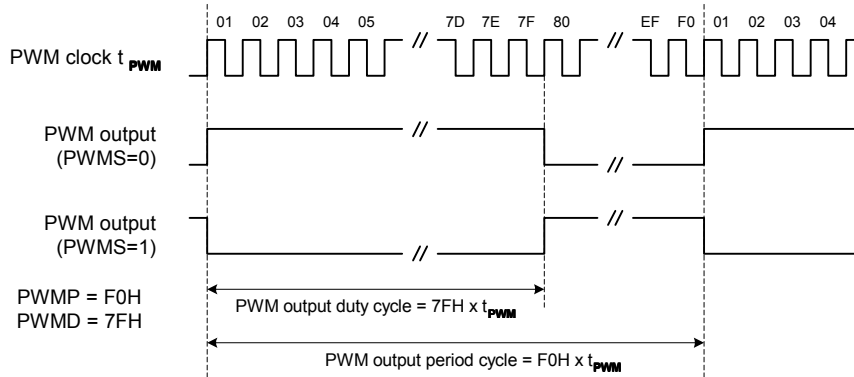 01 02 03 04 05 7D 7E 7F 80 EF F0 01 02 03 04
PWM clock t PWM
PWM output
(PWMS=0)
PWM output
(PWMS=1)
PWMP = F0H
PWMD = 7FH
PWM output duty cycle = 7FH x tPWM
PWM output period cycle = F0H x tPWM